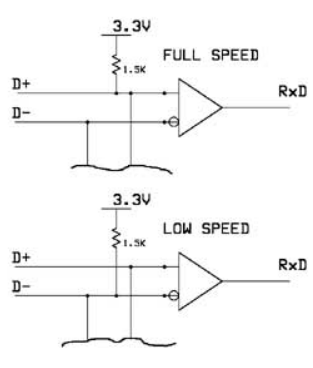 3.3V
1.5K
FULL SPEED
D+
RxD
D-
3.3V
1.5K
LOW SPEED
D+
RxD
D-